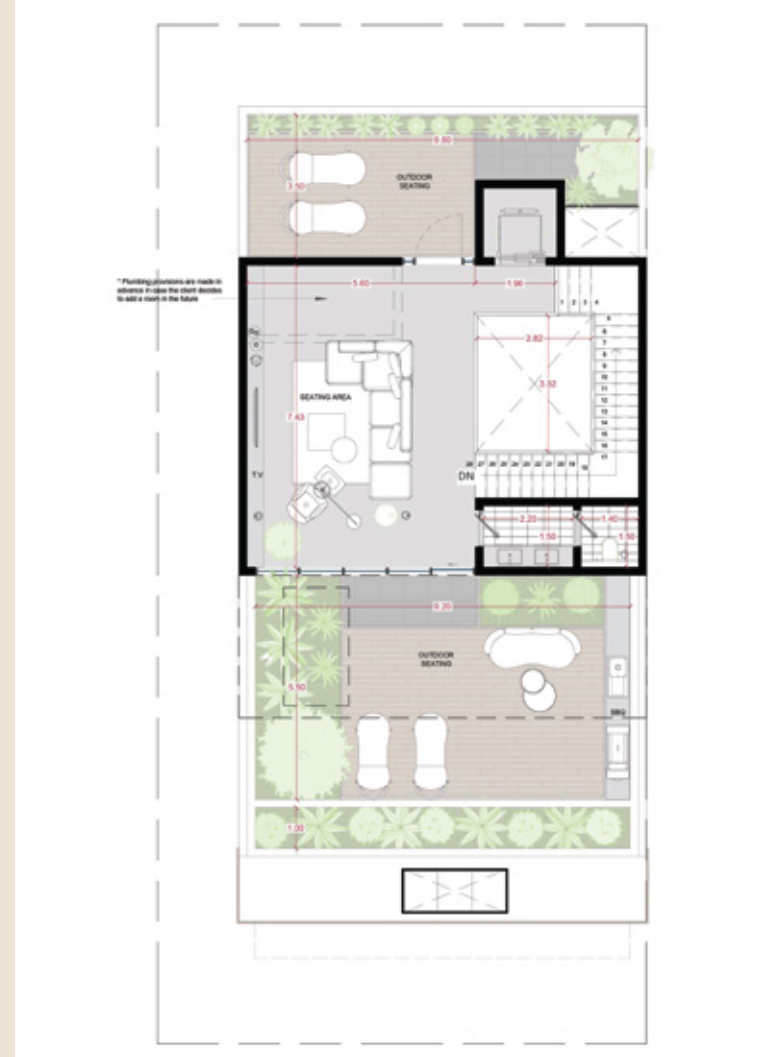 9.60
OUTDOOR
SEATING
3.50
* Plumbing provisions are made in
advance in case the client decides
to add a room in the future
5.60
1.96
1 2 3 4
5
6
7
8
9
10
11
12
13
14
15
16
17
2.82
3.32
SEATING AREA
7.43
TV
28 27 26 25 24 23 22 21 20 19 18
DN
2.20
1.40
1.50
1.50
9.20
OUTDOOR
SEATING
5.50
BBQ
1.00